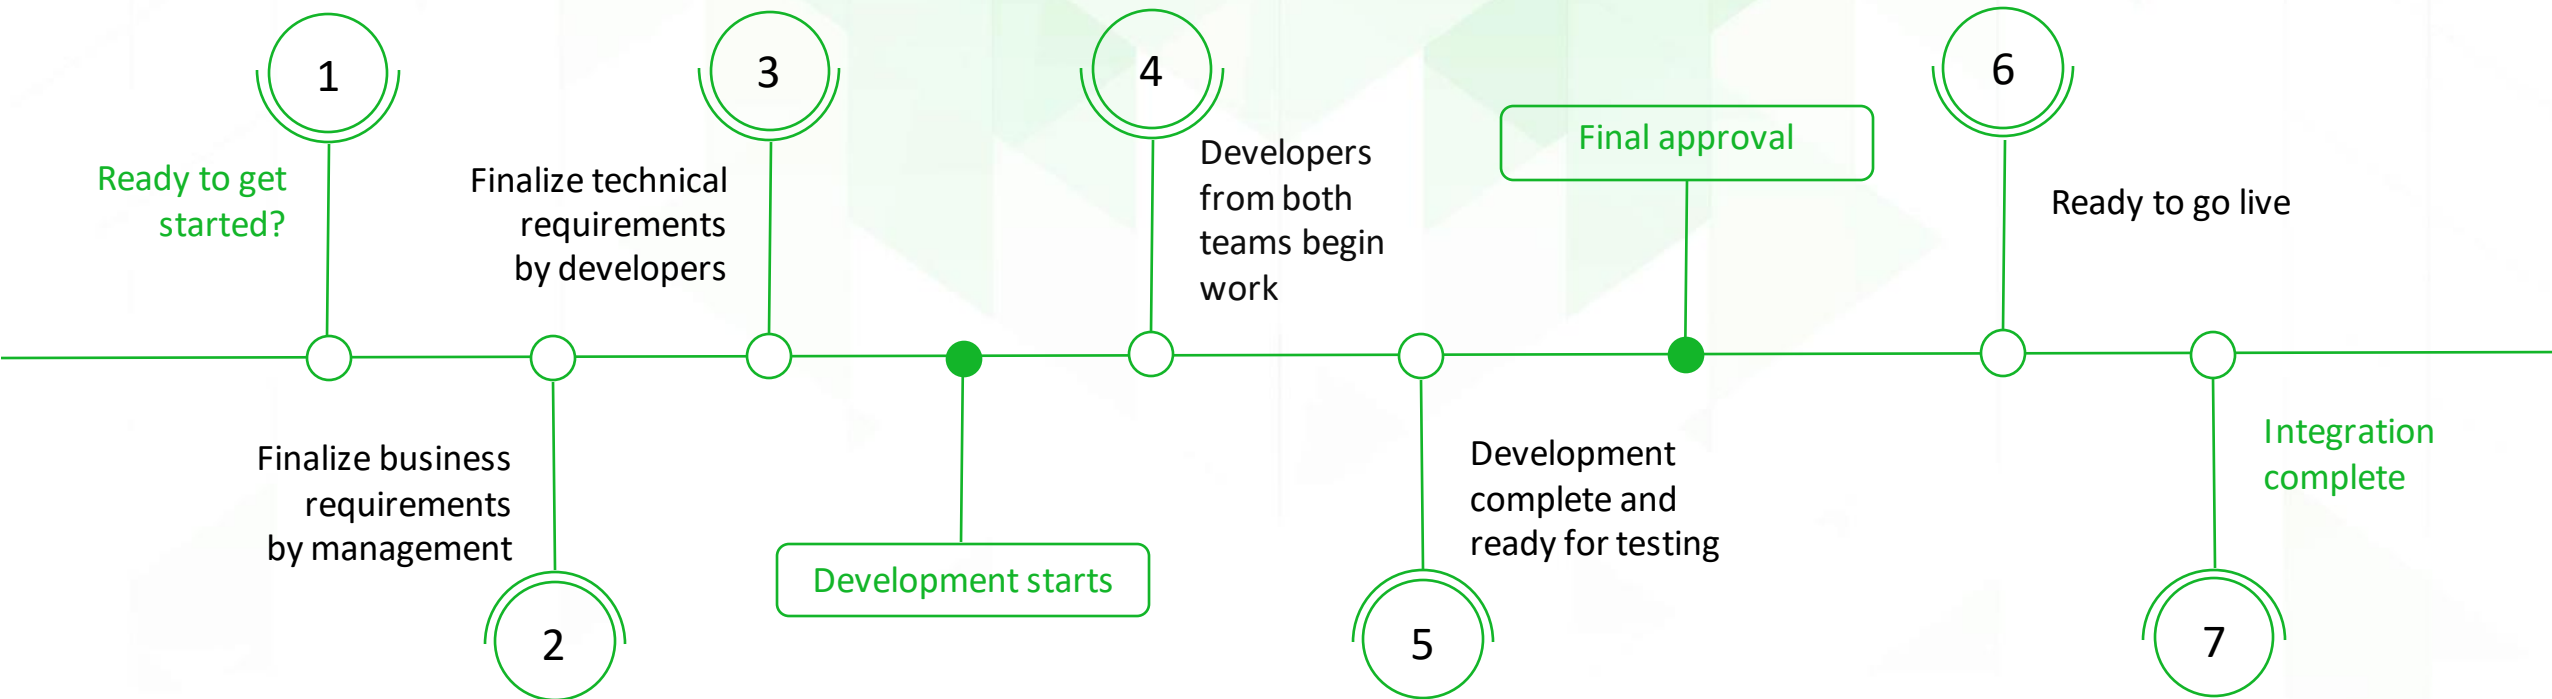 1
Ready to get
started?
2
Finalize business
requirements
by management
3
Finalize technical
requirements
by developers
Development starts
4
Developers
from both
teams begin
work
5
Development
complete and
ready for testing
Final approval
6
Ready to go live
7
Integration
complete